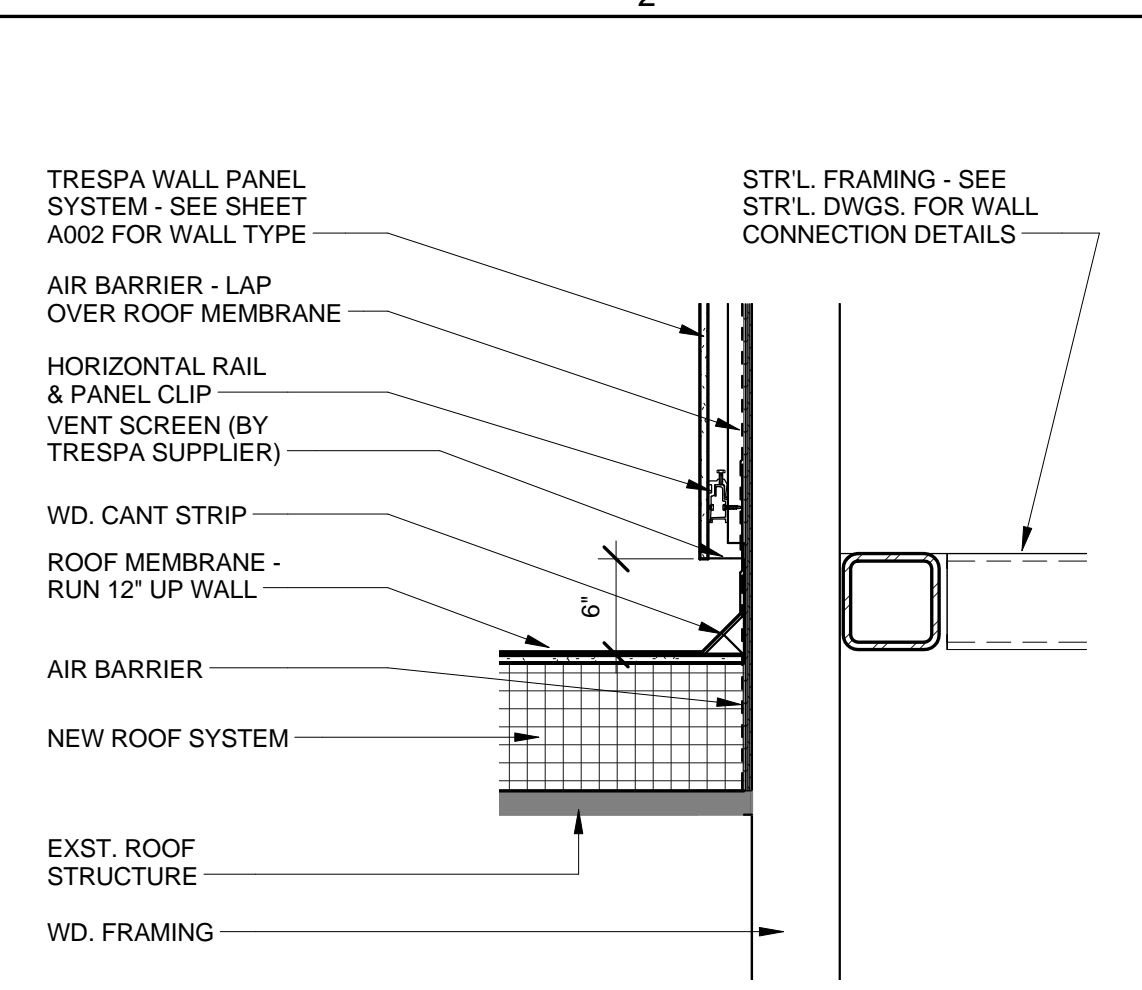 2
TRESPA WALL PANEL
SYSTEM - SEE SHEET
A002 FOR WALL TYPE
AIR BARRIER - LAP
OVER ROOF MEMBRANE
HORIZONTAL RAIL
& PANEL CLIP
VENT SCREEN (BY
TRESPA SUPPLIER)
WD. CANT STRIP
ROOF MEMBRANE -
RUN 12" UP WALL
AIR BARRIER
NEW ROOF SYSTEM
EXST. ROOF
STRUCTURE
WD. FRAMING
STR'L. FRAMING - SEE
STR'L. DWGS. FOR WALL
CONNECTION DETAILS
6"